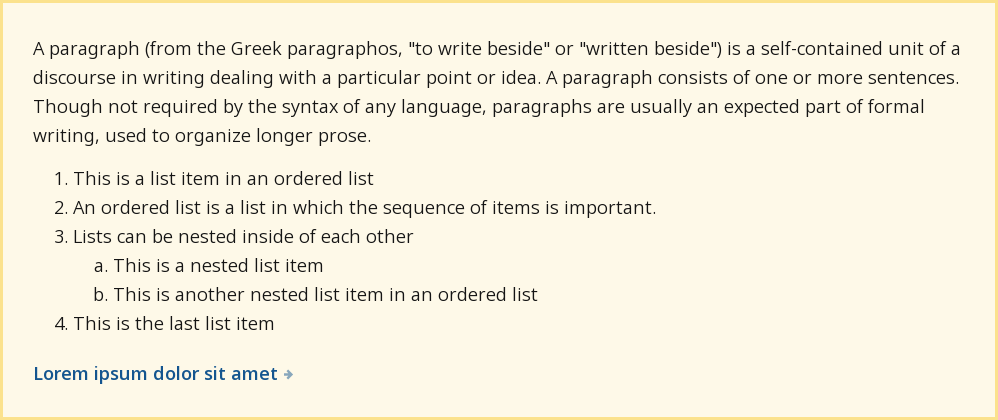 A paragraph (from the Greek paragraphos, "to write beside" or "written beside") is a self-contained unit of a
discourse in writing dealing with a particular point or idea. A paragraph consists of one or more sentences.
Though not required by the syntax of any language, paragraphs are usually an expected part of formal
writing, used to organize longer prose.
1. This is a list item in an ordered list
2. An ordered list is a list in which the sequence of items is important.
3. Lists can be nested inside of each other
a. This is a nested list item
b. This is another nested list item in an ordered list
4. This is the last list item
Lorem ipsum dolor sit amet